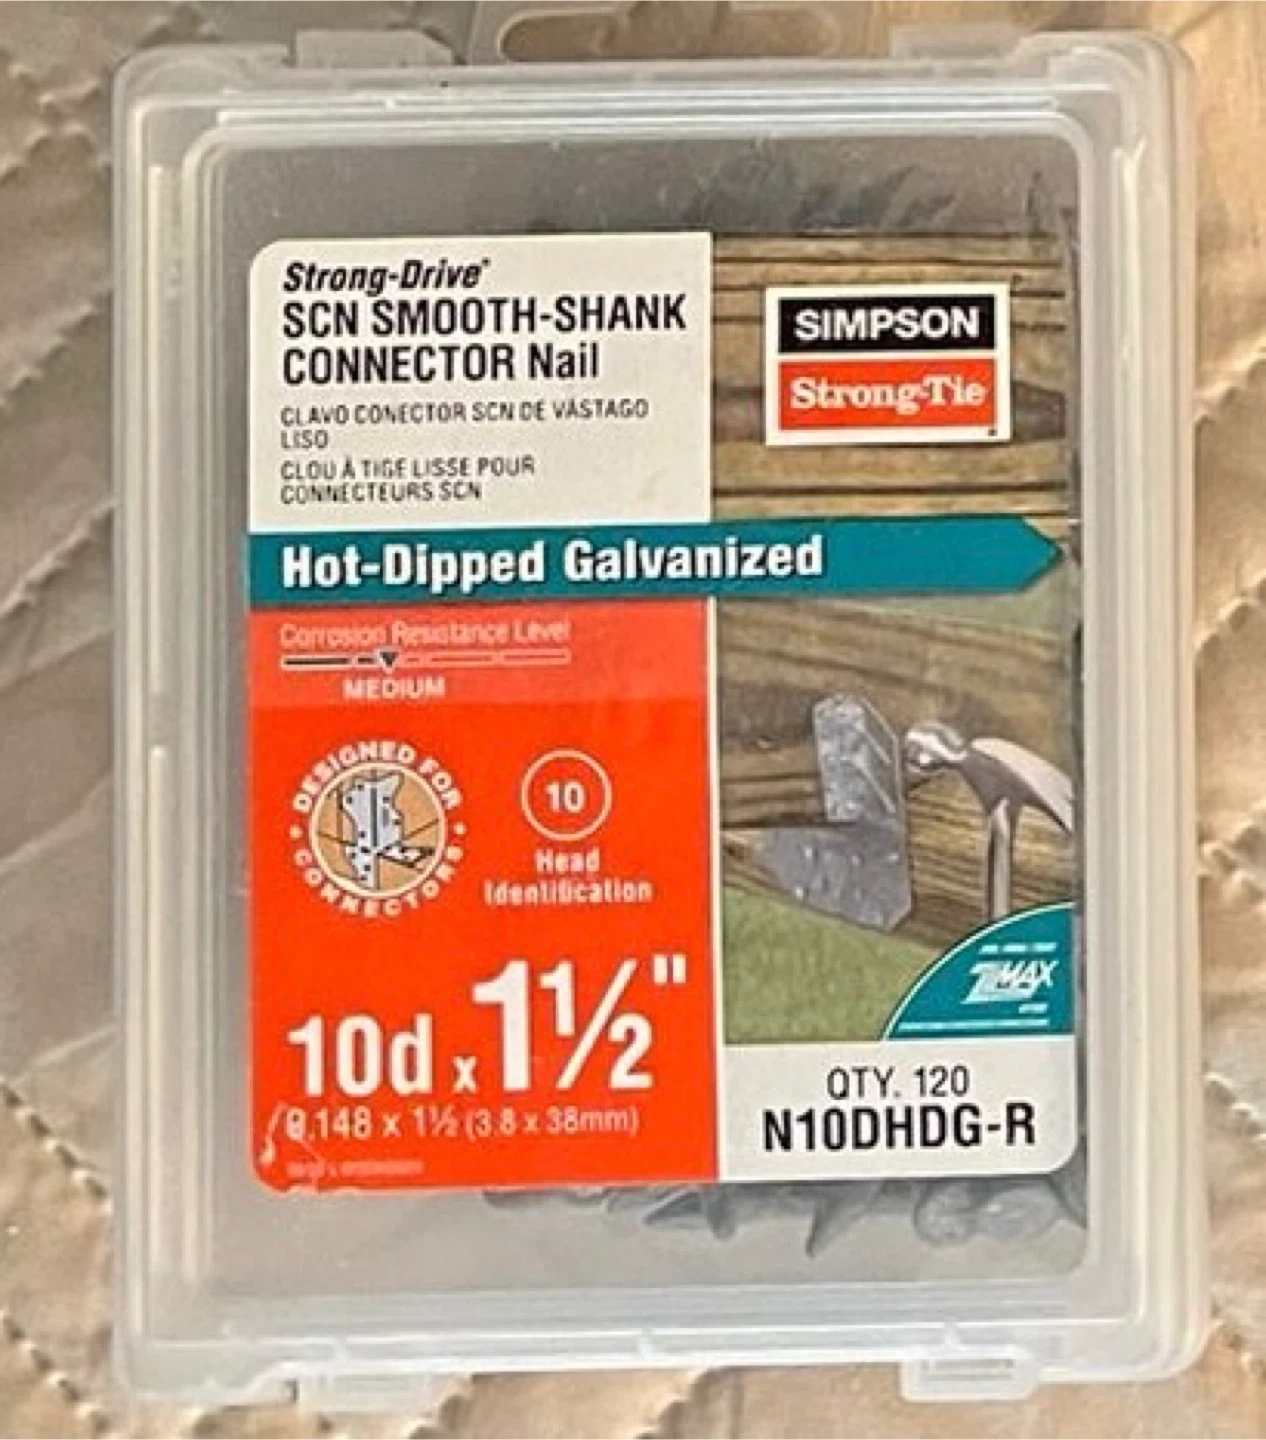 Strong-Drive®
SCN SMOOTH-SHANK
CONNECTOR Nail
CLAVO CONECTOR SCN DE VÁSTAGO
LISO
CLOU À TIGE LISSE POUR
CONNECTEURS SCN
SIMPSON
Strong-Tie
Hot-Dipped Galvanized
Corrosion Resistance Level
MEDIUM
DESIGNED FOR
CONNECTORS
10
Head
Identification
10d x 1½"
0.148 x 1½ (3.8 x 38mm)
ZMAX
QTY. 120
N10DHDG-R